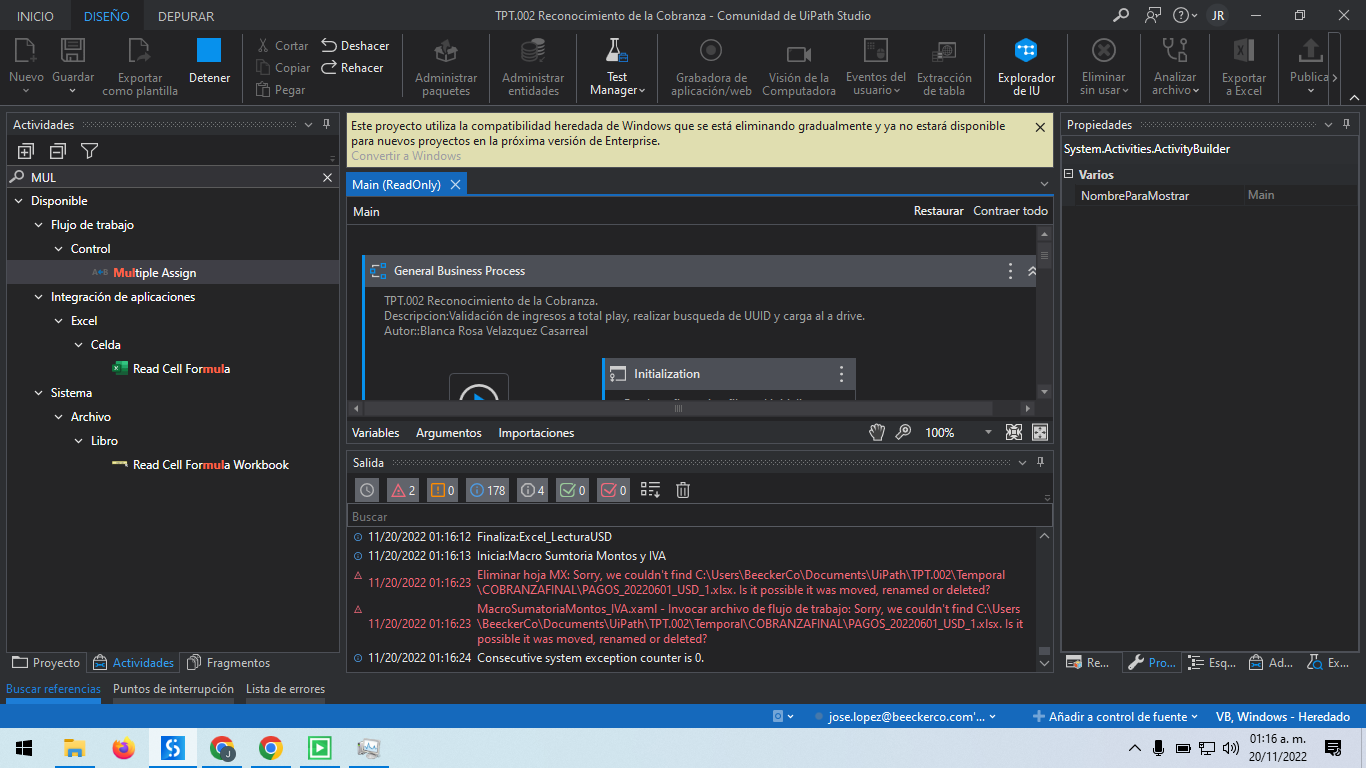 INICIO
DISEÑO
DEPURAR
TPT.002 Reconocimiento de la Cobranza - Comunidad de UiPath Studio
JR
Nuevo
Guardar
Exportar
como plantilla
Detener
Cortar
Copiar
Pegar
Deshacer
Rehacer
Administrar
paquetes
Administrar
entidades
Test
Manager
Grabadora de
aplicación/web
Visión de la
Computadora
Eventos del
usuario
Extracción
de tabla
Explorador
de IU
Eliminar
sin usar
Analizar
archivo
Exportar
a Excel
Publica
Actividades
MUL
Disponible
Flujo de trabajo
Control
A+B Multiple Assign
Integración de aplicaciones
Excel
Celda
Read Cell Formula
Sistema
Archivo
Libro
Read Cell Formula Workbook
Proyecto
Actividades
Fragmentos
Este proyecto utiliza la compatibilidad heredada de Windows que se está eliminando gradualmente y ya no estará disponible
para nuevos proyectos en la próxima versión de Enterprise.
Convertir a Windows
Main (ReadOnly)
Main
Restaurar
Contraer todo
General Business Process
TPT.002 Reconocimiento de la Cobranza.
Descripcion:Validación de ingresos a total play, realizar busqueda de UUID y carga al a drive.
Autor::Blanca Rosa Velazquez Casarreal
Initialization
Variables
Argumentos
Importaciones
100%
Salida
2
0
178
4
0
0
Buscar
11/20/2022 01:16:12 Finaliza:Excel_LecturaUSD
11/20/2022 01:16:13 Inicia:Macro Sumtoria Montos y IVA
11/20/2022 01:16:23 Eliminar hoja MX: Sorry, we couldn't find C:\Users\BeeckerCo\Documents\UiPath\TPT.002\Temporal
\COBRANZAFINAL\PAGOS_20220601_USD_1.xlsx. Is it possible it was moved, renamed or deleted?
MacroSumatoriaMontos_IVA.xaml - Invocar archivo de flujo de trabajo: Sorry, we couldn't find C:\Users
11/20/2022 01:16:23 \BeeckerCo\Documents\UiPath\TPT.002\Temporal\COBRANZAFINAL\PAGOS_20220601_USD_1.xlsx. Is it
possible it was moved, renamed or deleted?
11/20/2022 01:16:24 Consecutive system exception counter is 0.
Propiedades
System.Activities.ActivityBuilder
Varios
NombreParaMostrar Main
Re...
Pro...
Esq...
Ad...
Ex...
Buscar referencias
Puntos de interrupción
Lista de errores
jose.lopez@beeckerco.com'...
Añadir a control de fuente
VB, Windows - Heredado
01:16 a. m.
20/11/2022